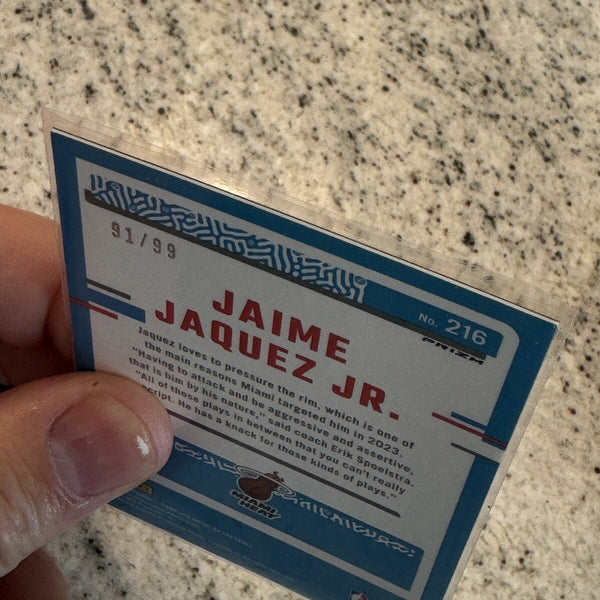 91/99
No. 216
PRIZM
JAIME
JAQUEZ JR.
Jaquez loves to pressure the rim, which is one of
the main reasons Miami targeted him in 2023.
"Having to attack and be aggressive and assertive,
that is him by his nature," said coach Erik Spoelstra.
"All of those plays in between that you can't really
script. He has a knack for those kinds of plays."
MIAMI
HEAT